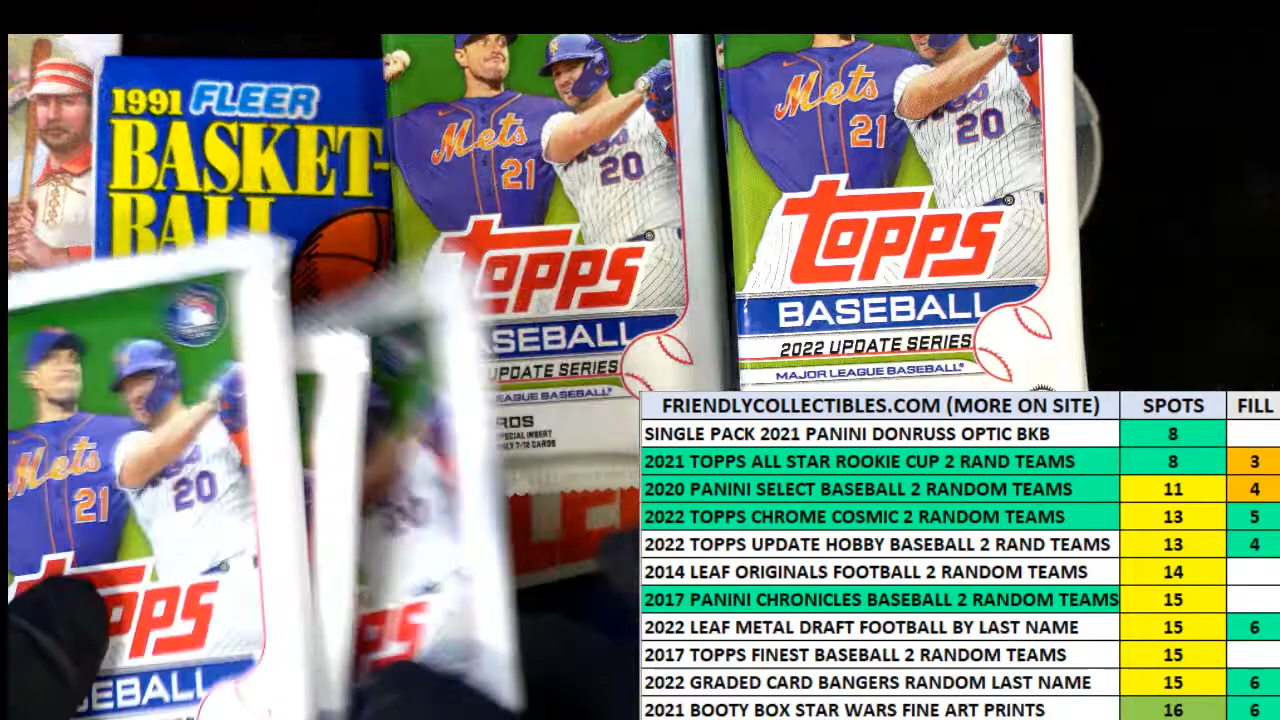 1991 FLEER
BASKET-
BALL
Mets
21
20
TOPPS
BASEBALL
UPDATE SERIES
LEAGUE BASEBALL
Mets
21
20
TOPPS
BASEBALL
2022 UPDATE SERIES
MAJOR LEAGUE BASEBALL
Mets
21
20
TOPPS
EBALL
FRIENDLYCOLLECTIBLES.COM (MORE ON SITE) SPOTS FILL
SINGLE PACK 2021 PANINI DONRUSS OPTIC BKB 8
2021 TOPPS ALL STAR ROOKIE CUP 2 RAND TEAMS 8 3
2020 PANINI SELECT BASEBALL 2 RANDOM TEAMS 11 4
2022 TOPPS CHROME COSMIC 2 RANDOM TEAMS 13 5
2022 TOPPS UPDATE HOBBY BASEBALL 2 RAND TEAMS 13 4
2014 LEAF ORIGINALS FOOTBALL 2 RANDOM TEAMS 14
2017 PANINI CHRONICLES BASEBALL 2 RANDOM TEAMS 15
2022 LEAF METAL DRAFT FOOTBALL BY LAST NAME 15 6
2017 TOPPS FINEST BASEBALL 2 RANDOM TEAMS 15
2022 GRADED CARD BANGERS RANDOM LAST NAME 15 6
2021 BOOTY BOX STAR WARS FINE ART PRINTS 16 6